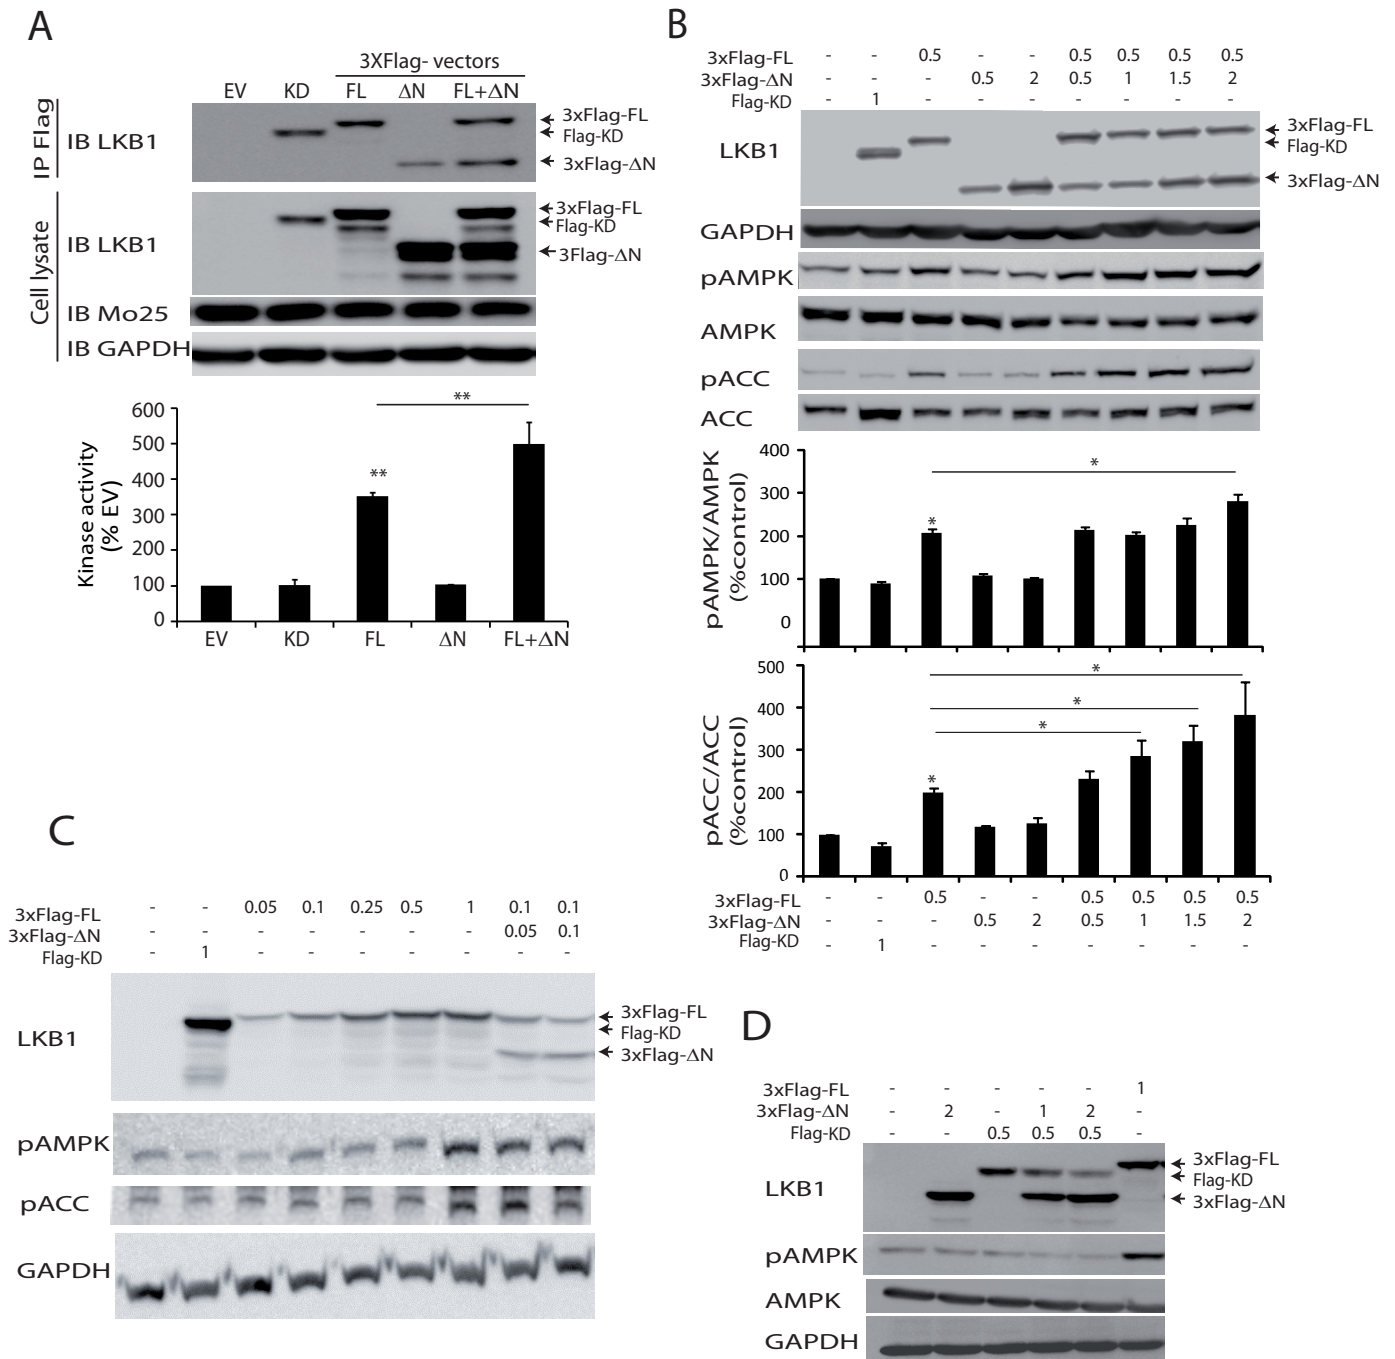 A
3XFlag- vectors
EV KD FL ΔN FL+ΔN
IP Flag
IB LKB1
3xFlag-FL
Flag-KD
3xFlag-ΔN
Cell lysate
IB LKB1
3xFlag-FL
Flag-KD
3Flag-ΔN
IB Mo25
IB GAPDH
Kinase activity
(% EV)
600
500
400
300
200
100
0
**
**
EV KD FL ΔN FL+ΔN
B
3xFlag-FL - - 0.5 - - 0.5 0.5 0.5 0.5
3xFlag-ΔN - - - 0.5 2 0.5 1 1.5 2
Flag-KD - 1 - - - - - - -
LKB1
3xFlag-FL
Flag-KD
3xFlag-ΔN
GAPDH
pAMPK
AMPK
pACC
ACC
pAMPK/AMPK
(%control)
400
300
200
100
0
*
*
pACC/ACC
(%control)
500
400
300
200
100
0
*
*
*
*
3xFlag-FL - - 0.5 - - 0.5 0.5 0.5 0.5
3xFlag-ΔN - - - 0.5 2 0.5 1 1.5 2
Flag-KD - 1 - - - - - - -
C
3xFlag-FL - - 0.05 0.1 0.25 0.5 1 0.1 0.1
3xFlag-ΔN - - - - - - - 0.05 0.1
Flag-KD - 1 - - - - - - -
LKB1
3xFlag-FL
Flag-KD
3xFlag-ΔN
pAMPK
pACC
GAPDH
D
3xFlag-FL - - - - - 1
3xFlag-ΔN - 2 - 1 2 -
Flag-KD - - 0.5 0.5 0.5 -
LKB1
3xFlag-FL
Flag-KD
3xFlag-ΔN
pAMPK
AMPK
GAPDH